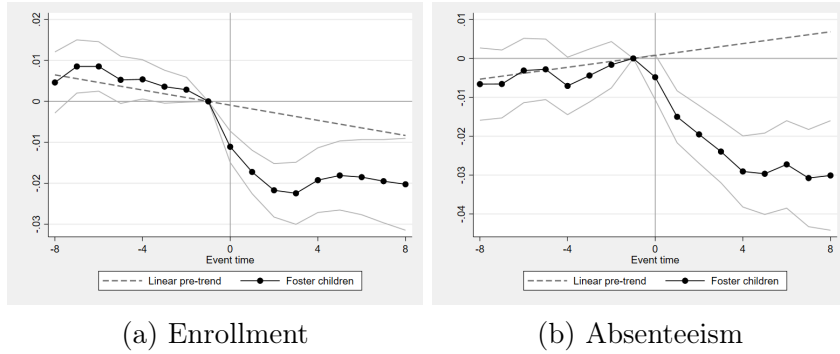 .02
.01
0
-.01
-.02
-.03
-8
-4
0
4
8
Event time
Linear pre-trend
Foster children
(a) Enrollment
.01
0
-.01
-.02
-.03
-.04
-8
-4
0
4
8
Event time
Linear pre-trend
Foster children
(b) Absenteeism